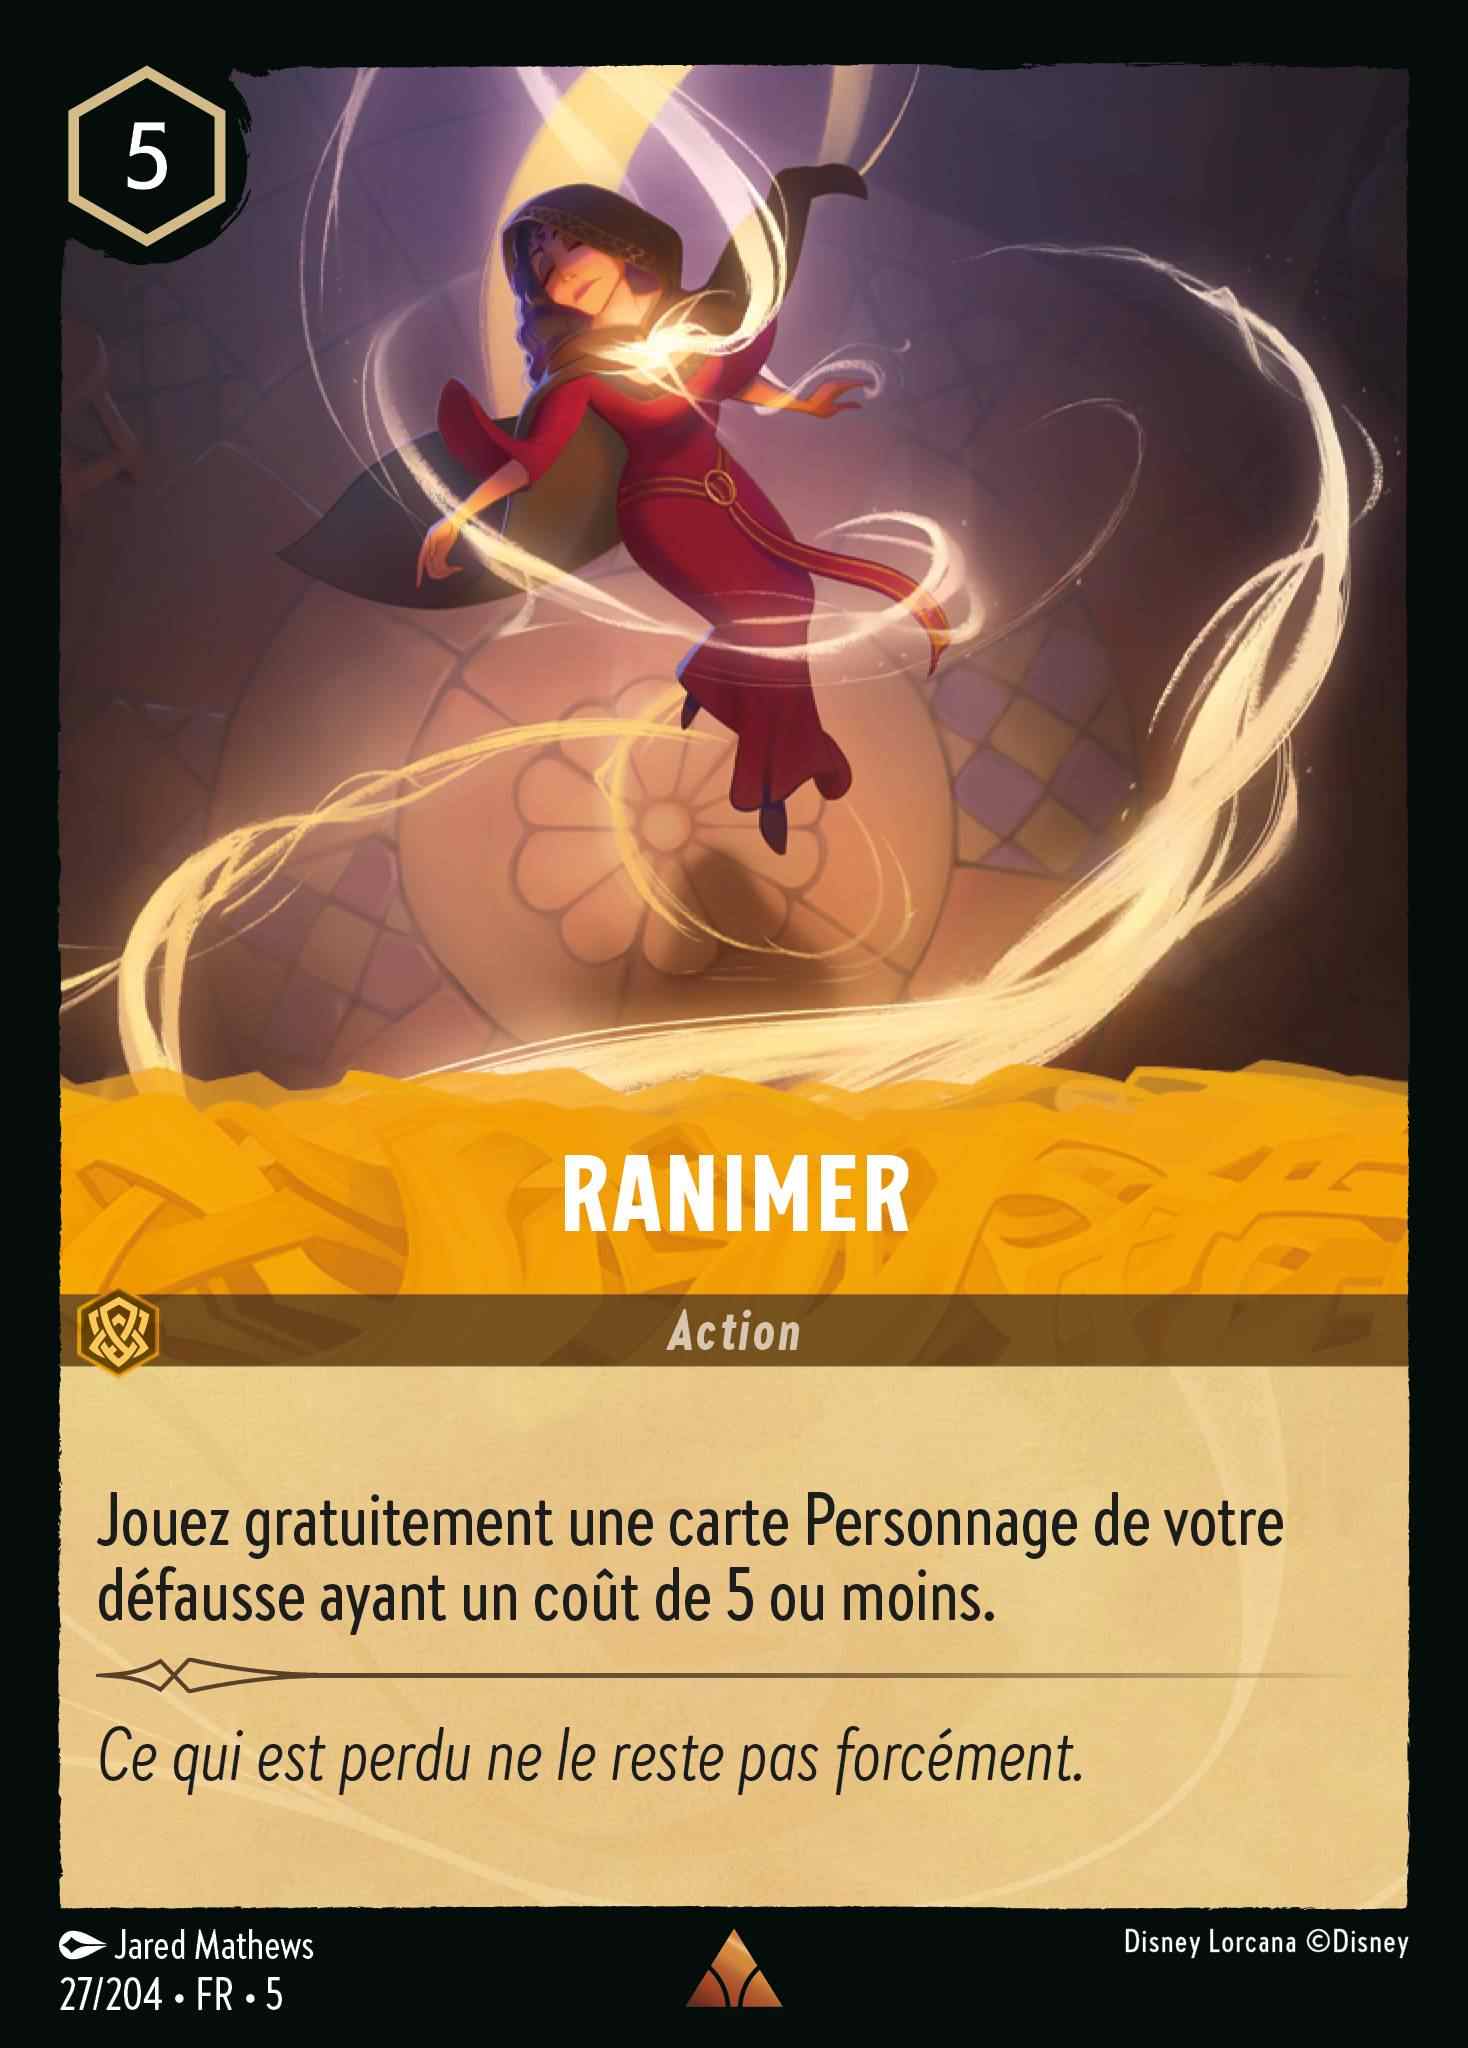 5
RANIMER
Action
Jouez gratuitement une carte Personnage de votre
défausse ayant un coût de 5 ou moins.
Ce qui est perdu ne le reste pas forcément.
Jared Mathews
Disney Lorcana ©Disney
27/204 • FR • 5